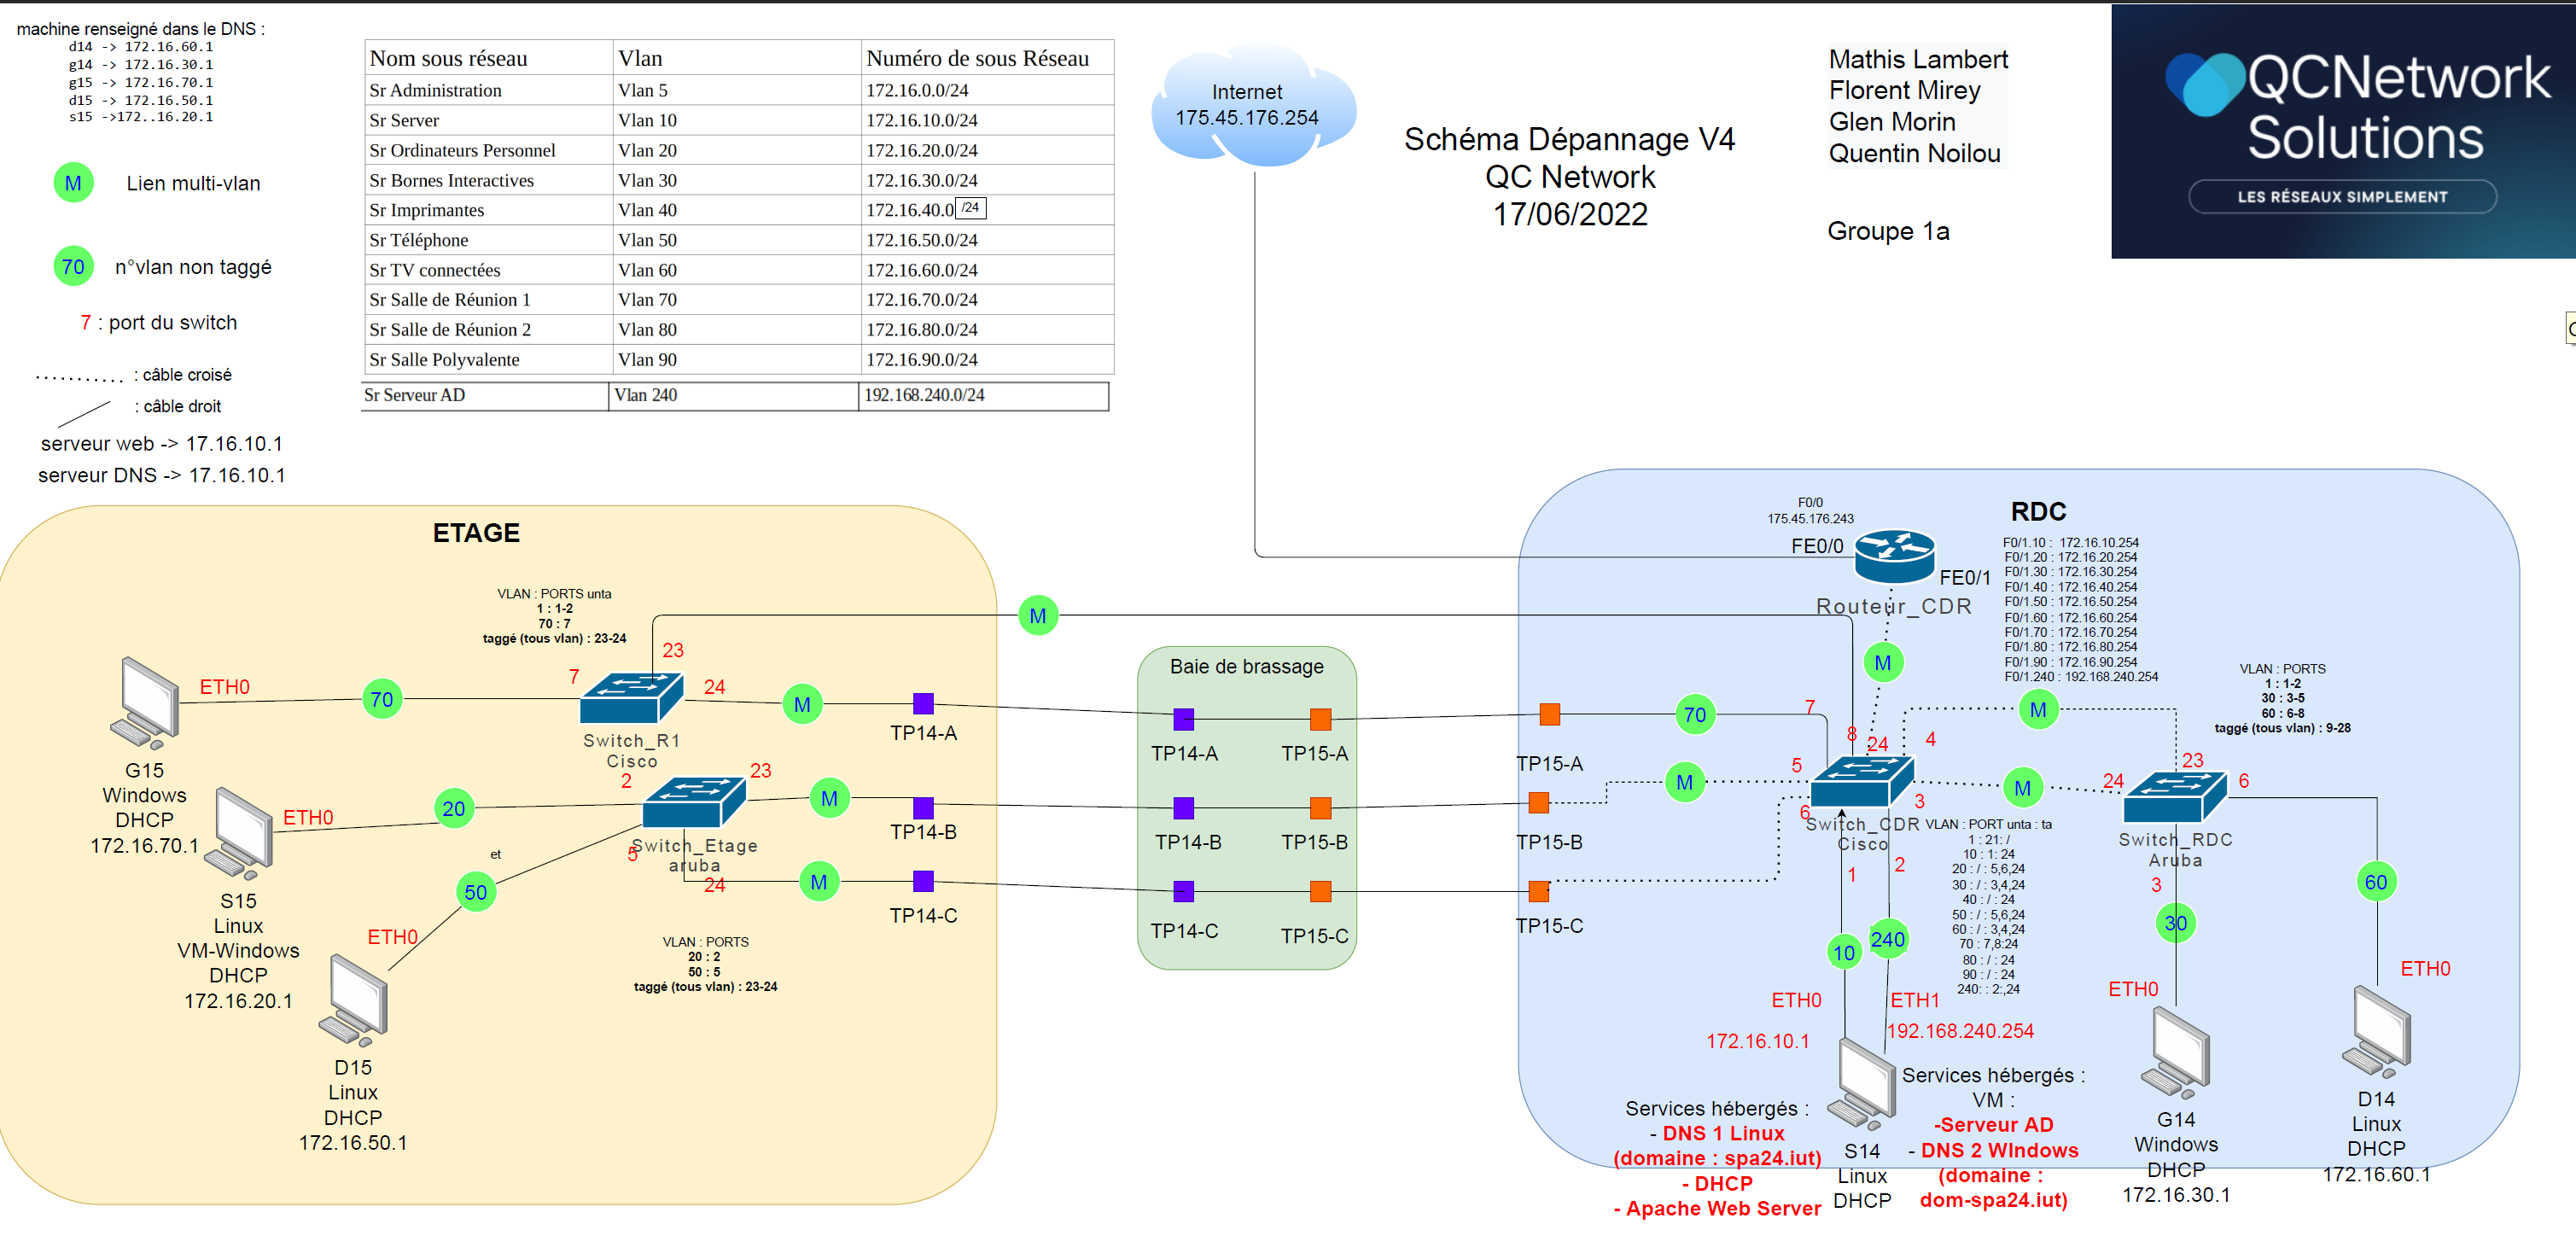 machine renseigné dans le DNS :
d14 -> 172.16.60.1
g14 -> 172.16.30.1
g15 -> 172.16.70.1
d15 -> 172.16.50.1
s15 ->172..16.20.1
M Lien multi-vlan
70 n°vlan non taggé
7 : port du switch
: câble croisé
: câble droit
serveur web -> 17.16.10.1
serveur DNS -> 17.16.10.1
Nom sous réseau Vlan Numéro de sous Réseau
Sr Administration Vlan 5 172.16.0.0/24
Sr Server Vlan 10 172.16.10.0/24
Sr Ordinateurs Personnel Vlan 20 172.16.20.0/24
Sr Bornes Interactives Vlan 30 172.16.30.0/24
Sr Imprimantes Vlan 40 172.16.40.0 /24
Sr Téléphone Vlan 50 172.16.50.0/24
Sr TV connectées Vlan 60 172.16.60.0/24
Sr Salle de Réunion 1 Vlan 70 172.16.70.0/24
Sr Salle de Réunion 2 Vlan 80 172.16.80.0/24
Sr Salle Polyvalente Vlan 90 172.16.90.0/24
Sr Serveur AD Vlan 240 192.168.240.0/24
Internet
175.45.176.254
Schéma Dépannage V4
QC Network
17/06/2022
Mathis Lambert
Florent Mirey
Glen Morin
Quentin Noilou
Groupe 1a
QCNetwork
Solutions
LES RÉSEAUX SIMPLEMENT
ETAGE
VLAN : PORTS unta
1 : 1-2
70 : 7
taggé (tous vlan) : 23-24
23
7
24
ETH0
70
M
TP14-A
Switch_R1
Cisco
G15
Windows
DHCP
172.16.70.1
2
23
ETH0
20
M
TP14-B
Switch_Etage
aruba
5
24
et
50
M
TP14-C
ETH0
S15
Linux
VM-Windows
DHCP
172.16.20.1
VLAN : PORTS
20 : 2
50 : 5
taggé (tous vlan) : 23-24
D15
Linux
DHCP
172.16.50.1
M
Baie de brassage
TP14-A TP15-A
TP14-B TP15-B
TP14-C TP15-C
RDC
F0/0
175.45.176.243
FE0/0
FE0/1
Routeur_CDR
F0/1.10 : 172.16.10.254
F0/1.20 : 172.16.20.254
F0/1.30 : 172.16.30.254
F0/1.40 : 172.16.40.254
F0/1.50 : 172.16.50.254
F0/1.60 : 172.16.60.254
F0/1.70 : 172.16.70.254
F0/1.80 : 172.16.80.254
F0/1.90 : 172.16.90.254
F0/1.240 : 192.168.240.254
VLAN : PORTS
1 : 1-2
30 : 3-5
60 : 6-8
taggé (tous vlan) : 9-28
M
M
70
7
8
24
4
TP15-A
5
M
M
24
23
6
3
TP15-B
6
Switch_CDR
Cisco
Switch_RDC
Aruba
TP15-C
1
2
3
VLAN : PORT unta : ta
1 : 21: /
10 : 1: 24
20 : / : 5,6,24
30 : / : 3,4,24
40 : / : 24
50 : / : 5,6,24
60 : / : 3,4,24
70 : 7,8:24
80 : / : 24
90 : / : 24
240: : 2:,24
60
30
10
240
ETH0
ETH1
ETH0
ETH0
172.16.10.1
192.168.240.254
Services hébergés :
- DNS 1 Linux
(domaine : spa24.iut)
- DHCP
- Apache Web Server
S14
Linux
DHCP
Services hébergés :
VM :
-Serveur AD
- DNS 2 WIndows
(domaine :
dom-spa24.iut)
G14
Windows
DHCP
172.16.30.1
D14
Linux
DHCP
172.16.60.1